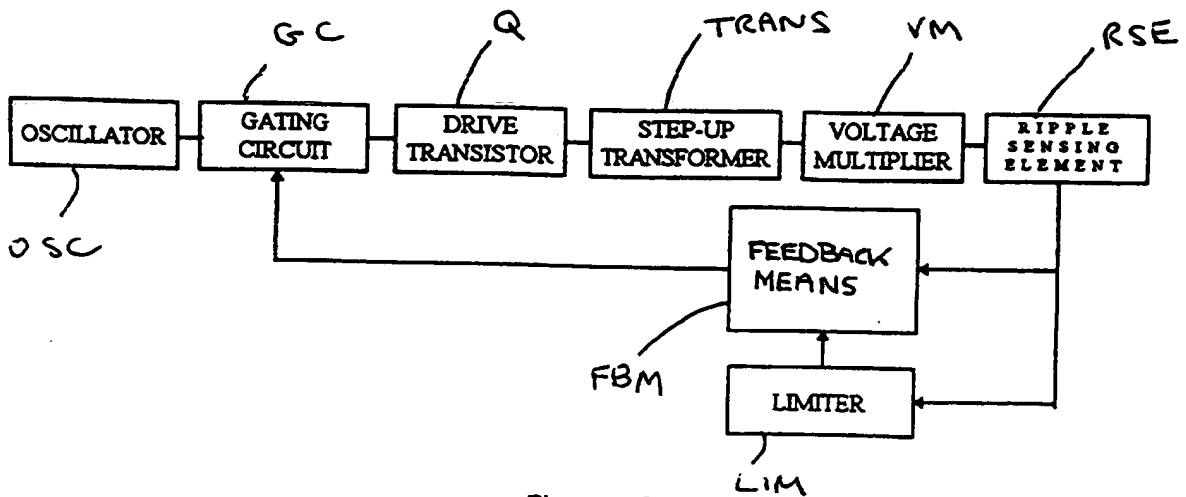 GC
Q
TRANS
VM
RSE
OSCILLATOR
GATING
CIRCUIT
DRIVE
TRANSISTOR
STEP-UP
TRANSFORMER
VOLTAGE
MULTIPLIER
RIPPLE
SENSING
ELEMENT
OSC
FEEDBACK
MEANS
FBM
LIMITER
LIM